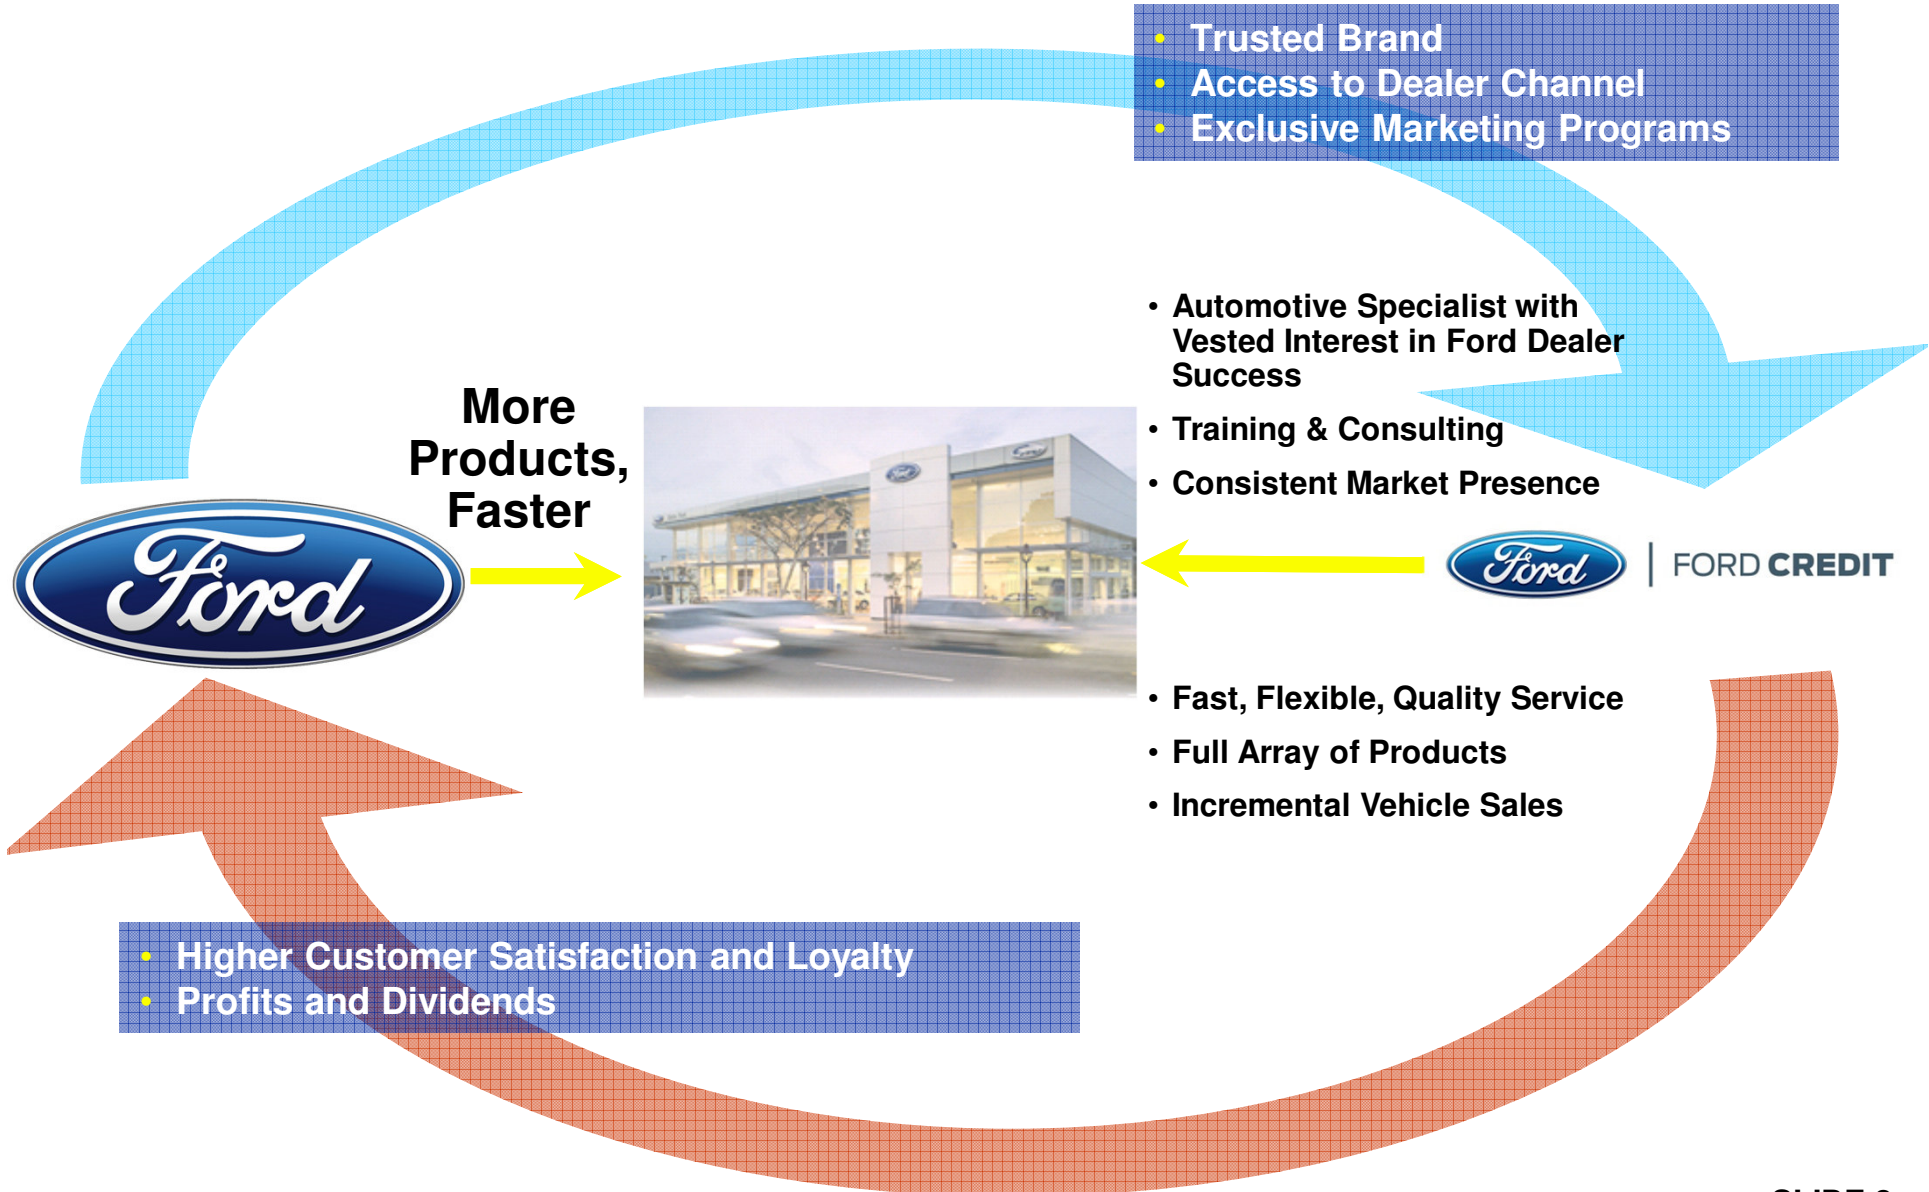 • Trusted Brand
• Access to Dealer Channel
• Exclusive Marketing Programs
• Automotive Specialist with
Vested Interest in Ford Dealer
Success
• Training & Consulting
• Consistent Market Presence
More
Products,
Faster
Ford
Ford
Ford | FORD CREDIT
• Fast, Flexible, Quality Service
• Full Array of Products
• Incremental Vehicle Sales
• Higher Customer Satisfaction and Loyalty
• Profits and Dividends